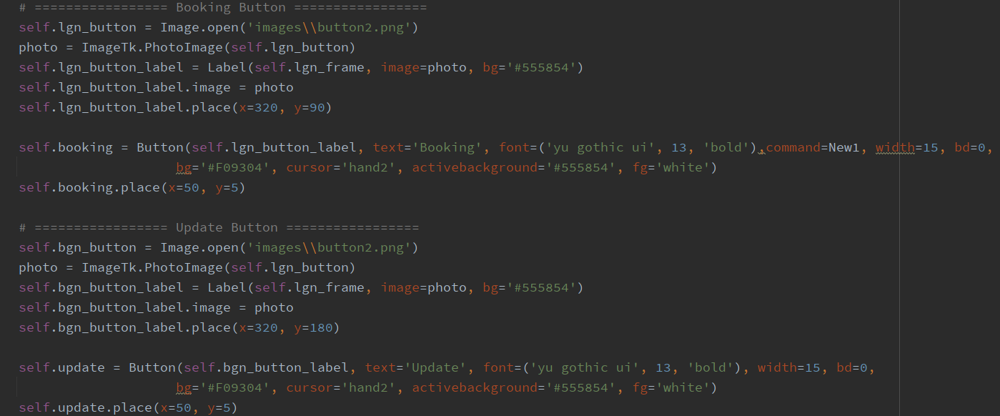 # ================= Booking Button =================
self.lgn_button = Image.open('images\\button2.png')
photo = ImageTk.PhotoImage(self.lgn_button)
self.lgn_button_label = Label(self.lgn_frame, image=photo, bg='#555854')
self.lgn_button_label.image = photo
self.lgn_button_label.place(x=320, y=90)
self.booking = Button(self.lgn_button_label, text='Booking', font=('yu gothic ui', 13, 'bold'),command=New1, width=15, bd=0,
bg='#F09304', cursor='hand2', activebackground='#555854', fg='white')
self.booking.place(x=50, y=5)
# ================= Update Button =================
self.bgn_button = Image.open('images\\button2.png')
photo = ImageTk.PhotoImage(self.lgn_button)
self.bgn_button_label = Label(self.lgn_frame, image=photo, bg='#555854')
self.bgn_button_label.image = photo
self.bgn_button_label.place(x=320, y=180)
self.update = Button(self.bgn_button_label, text='Update', font=('yu gothic ui', 13, 'bold'), width=15, bd=0,
bg='#F09304', cursor='hand2', activebackground='#555854', fg='white')
self.update.place(x=50, y=5)